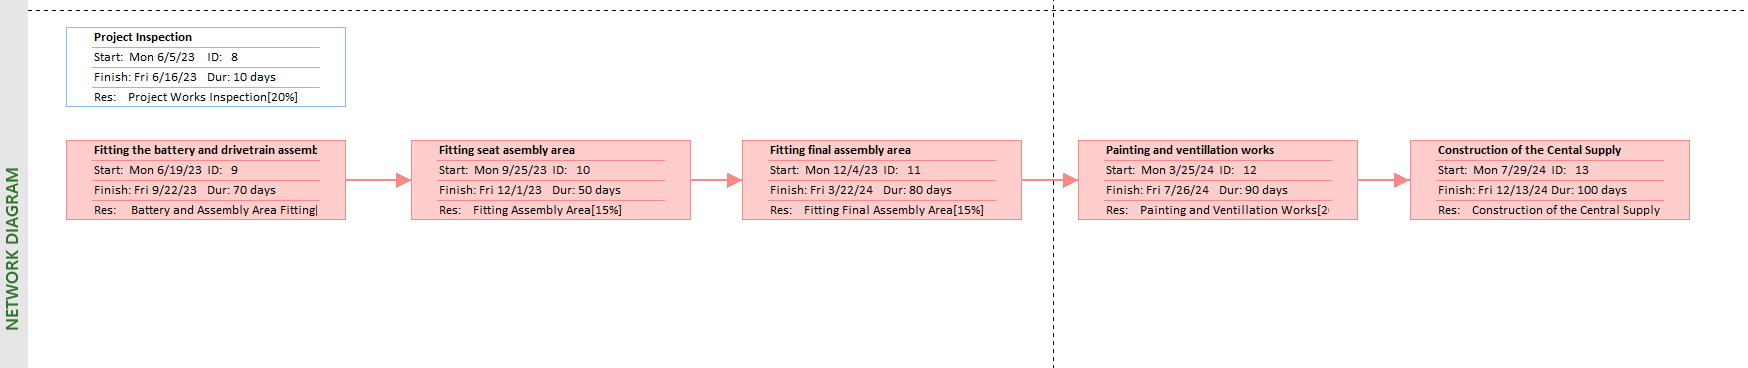 NETWORK DIAGRAM
Project Inspection
Start: Mon 6/5/23 ID: 8
Finish: Fri 6/16/23 Dur: 10 days
Res: Project Works Inspection[20%]
Fitting the battery and drivetrain assemb
Start: Mon 6/19/23 ID: 9
Finish: Fri 9/22/23 Dur: 70 days
Res: Battery and Assembly Area Fitting[
Fitting seat asembly area
Start: Mon 9/25/23 ID: 10
Finish: Fri 12/1/23 Dur: 50 days
Res: Fitting Assembly Area[15%]
Fitting final assembly area
Start: Mon 12/4/23 ID: 11
Finish: Fri 3/22/24 Dur: 80 days
Res: Fitting Final Assembly Area[15%]
Painting and ventillation works
Start: Mon 3/25/24 ID: 12
Finish: Fri 7/26/24 Dur: 90 days
Res: Painting and Ventillation Works[2
Construction of the Cental Supply
Start: Mon 7/29/24 ID: 13
Finish: Fri 12/13/24 Dur: 100 days
Res: Construction of the Central Supply